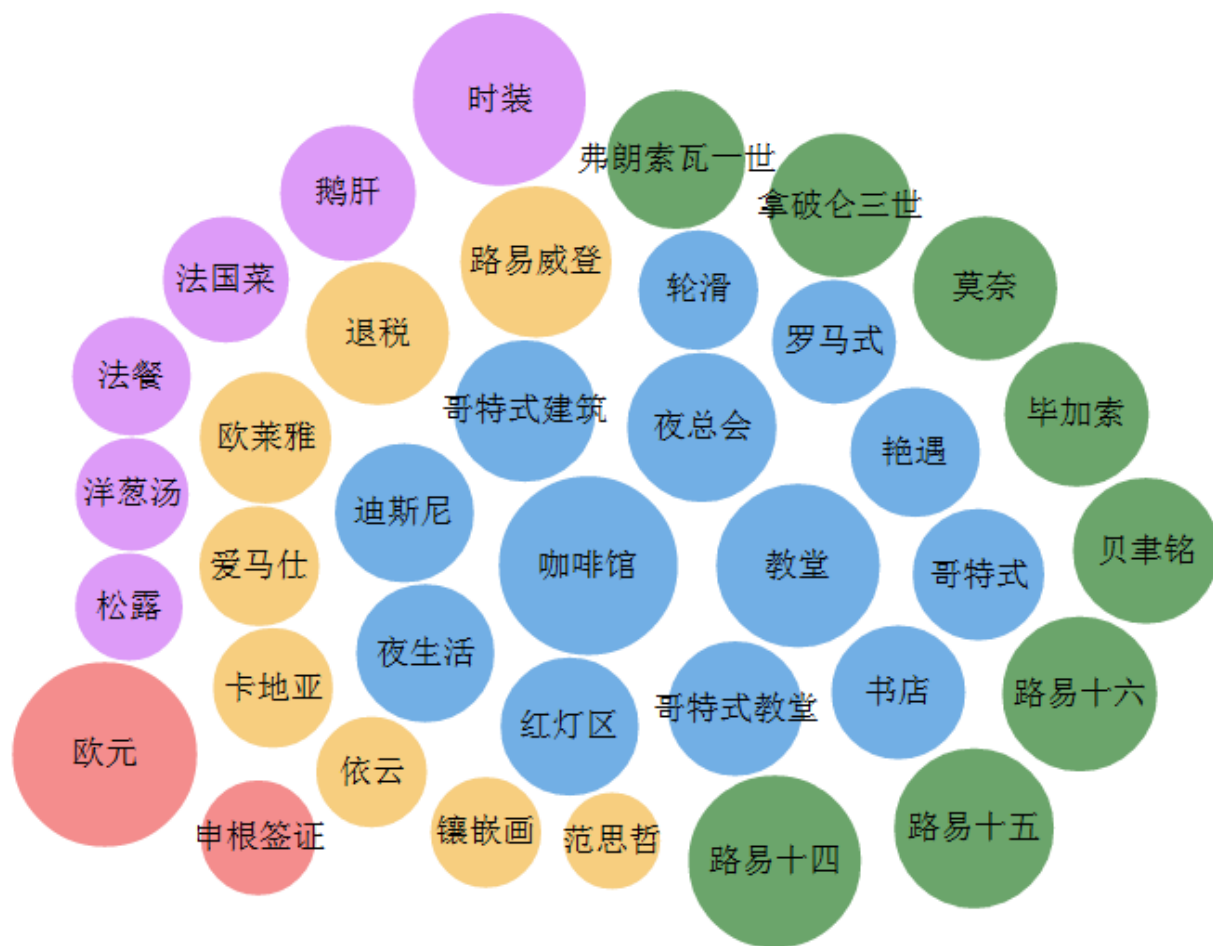 时装
弗朗索瓦一世
鹅肝
拿破仑三世
路易威登
法国菜
轮滑
莫奈
退税
罗马式
法餐
哥特式建筑
毕加索
欧莱雅
夜总会
艳遇
洋葱汤
迪斯尼
贝聿铭
爱马仕
咖啡馆
教堂
哥特式
松露
夜生活
卡地亚
书店
路易十六
红灯区
哥特式教堂
欧元
依云
申根签证
镶嵌画
范思哲
路易十五
路易十四